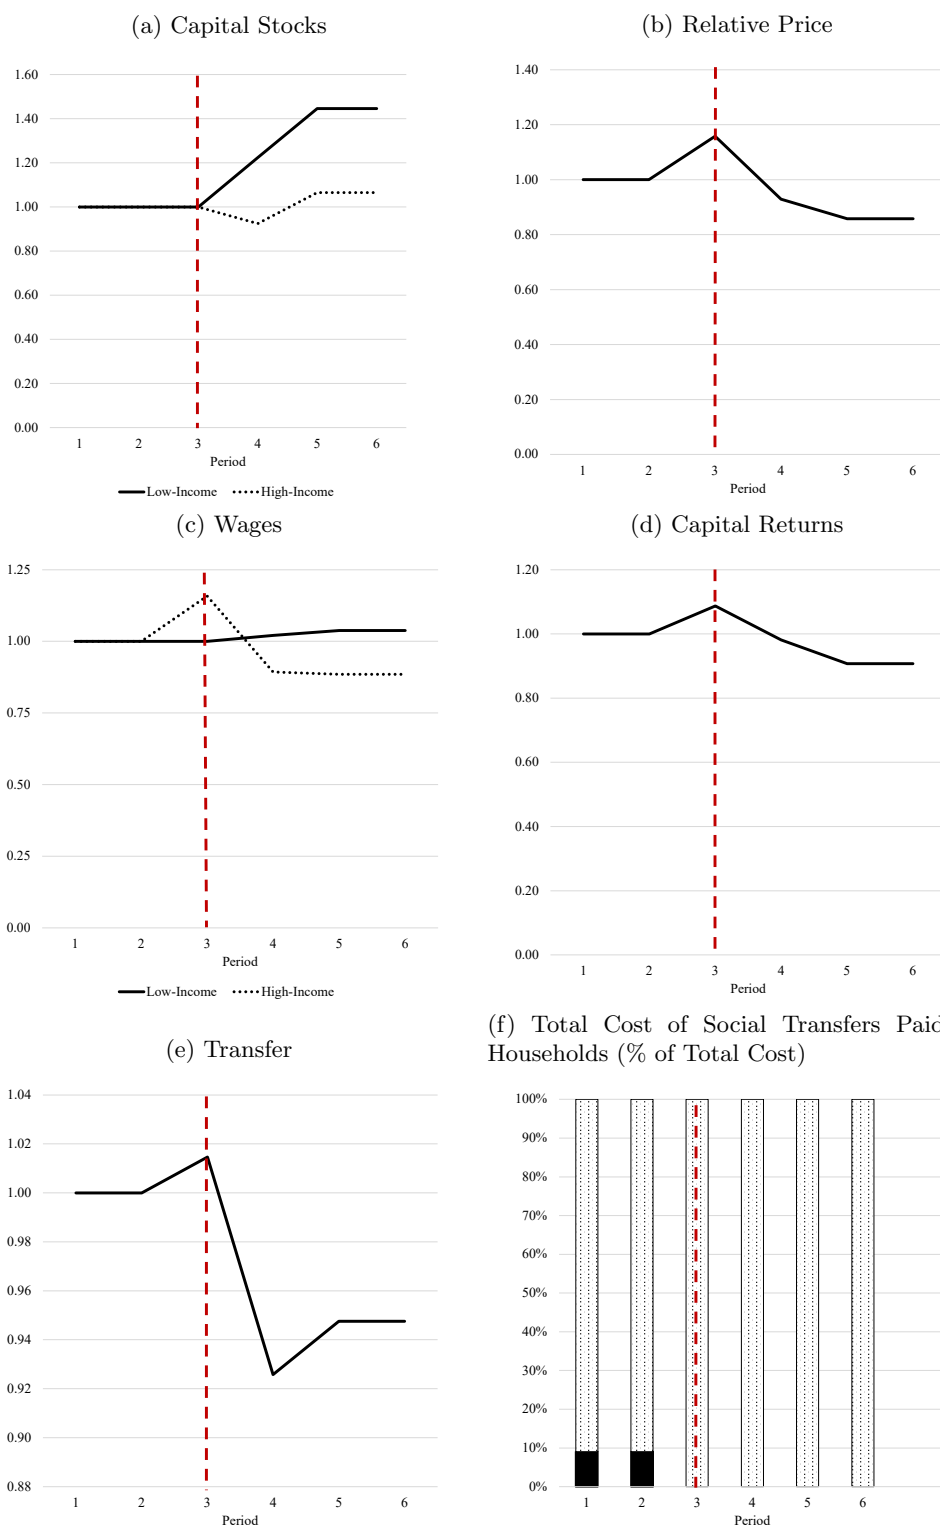 (a) Capital Stocks
1.60
1.40
1.20
1.00
0.80
0.60
0.40
0.20
0.00
1 2 3 4 5 6
Period
Low-Income High-Income
(b) Relative Price
1.40
1.20
1.00
0.80
0.60
0.40
0.20
0.00
1 2 3 4 5 6
Period
(c) Wages
1.25
1.00
0.75
0.50
0.25
0.00
1 2 3 4 5 6
Period
Low-Income High-Income
(d) Capital Returns
1.20
1.00
0.80
0.60
0.40
0.20
0.00
1 2 3 4 5 6
Period
(e) Transfer
1.04
1.02
1.00
0.98
0.96
0.94
0.92
0.90
0.88
1 2 3 4 5 6
Period
(f) Total Cost of Social Transfers Paid
Households (% of Total Cost)
100%
90%
80%
70%
60%
50%
40%
30%
20%
10%
0%
1 2 3 4 5 6
Period